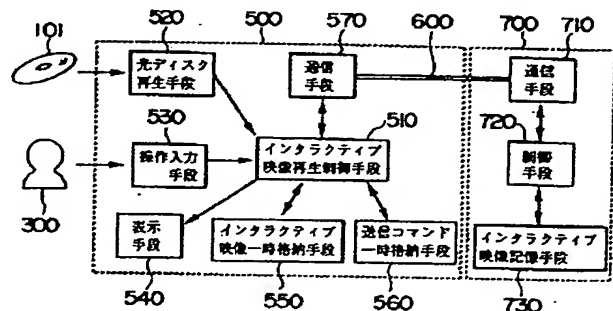 520
500
570
600
700
710
101
光ディスク
再生手段
通信
手段
通信
手段
530
510
720
操作入力
手段
インタラクティブ
映像再生制御手段
制御
手段
300
表示
手段
インタラクティブ
映像一時格納手段
送信コマンド
一時格納手段
インタラクティブ
映像記憶手段
540
550
560
730